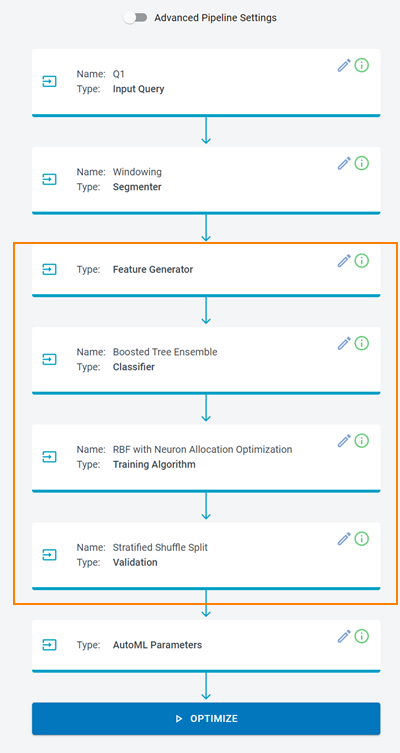 Advanced Pipeline Settings
Name: Q1
Type: Input Query
Name: Windowing
Type: Segmenter
Type: Feature Generator
Name: Boosted Tree Ensemble
Type: Classifier
Name: RBF with Neuron Allocation Optimization
Type: Training Algorithm
Name: Stratified Shuffle Split
Type: Validation
Type: AutoML Parameters
OPTIMIZE